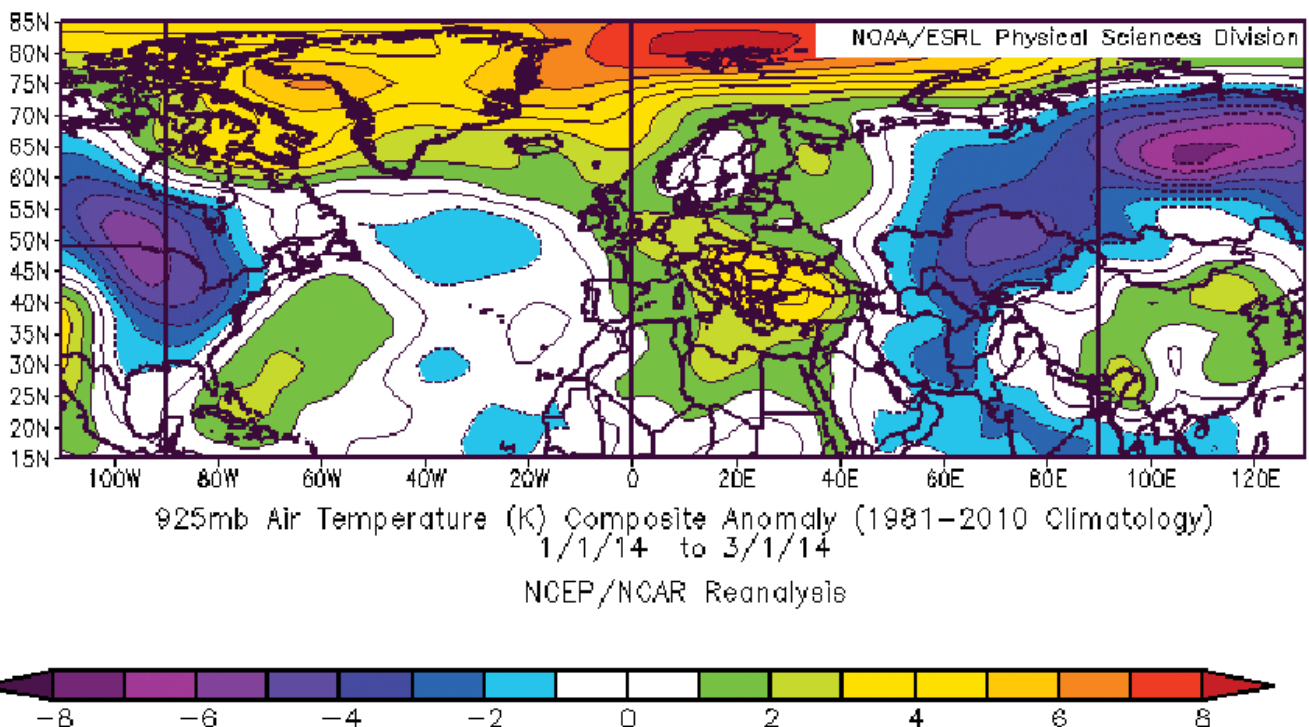 85N
80N
75N
70N
65N
60N
55N
50N
45N
40N
35N
30N
25N
20N
15N
NOAA/ESRL Physical Sciences Division
100W 80W 60W 40W 20W 0 20E 40E 60E 80E 100E 120E
925mb Air Temperature (K) Composite Anomaly (1981-2010 Climatology)
1/1/14 to 3/1/14
NCEP/NCAR Reanalysis
-8 -6 -4 -2 0 2 4 6 8